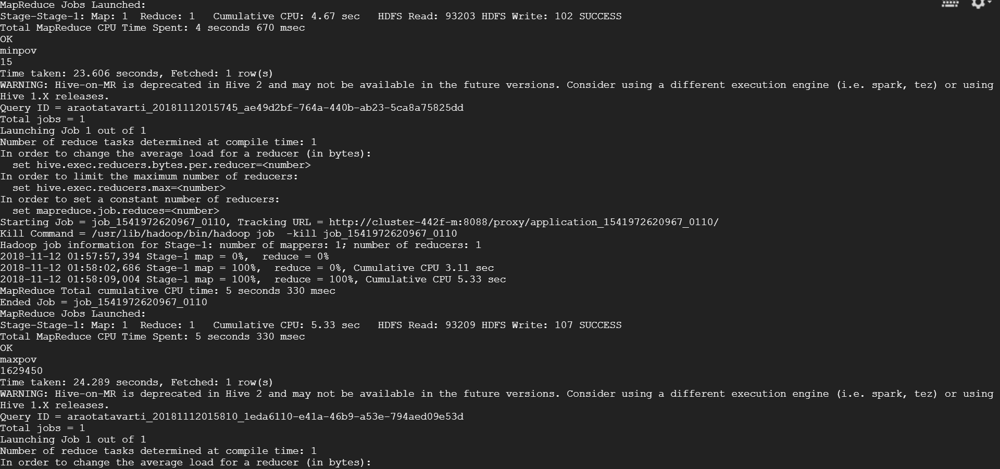 MapReduce Jobs Launched:
Stage-Stage-1: Map: 1  Reduce: 1   Cumulative CPU: 4.67 sec   HDFS Read: 93203 HDFS Write: 102 SUCCESS
Total MapReduce CPU Time Spent: 4 seconds 670 msec
OK
minpov
15
Time taken: 23.606 seconds, Fetched: 1 row(s)
WARNING: Hive-on-MR is deprecated in Hive 2 and may not be available in the future versions. Consider using a different execution engine (i.e. spark, tez) or using
Hive 1.X releases.
Query ID = araotatavarti_20181112015745_ae49d2bf-764a-440b-ab23-5ca8a75825dd
Total jobs = 1
Launching Job 1 out of 1
Number of reduce tasks determined at compile time: 1
In order to change the average load for a reducer (in bytes):
  set hive.exec.reducers.bytes.per.reducer=<number>
In order to limit the maximum number of reducers:
  set hive.exec.reducers.max=<number>
In order to set a constant number of reducers:
  set mapreduce.job.reduces=<number>
Starting Job = job_1541972620967_0110, Tracking URL = http://cluster-442f-m:8088/proxy/application_1541972620967_0110/
Kill Command = /usr/lib/hadoop/bin/hadoop job  -kill job_1541972620967_0110
Hadoop job information for Stage-1: number of mappers: 1; number of reducers: 1
2018-11-12 01:57:57,394 Stage-1 map = 0%,  reduce = 0%
2018-11-12 01:58:02,686 Stage-1 map = 100%,  reduce = 0%, Cumulative CPU 3.11 sec
2018-11-12 01:58:09,004 Stage-1 map = 100%,  reduce = 100%, Cumulative CPU 5.33 sec
MapReduce Total cumulative CPU time: 5 seconds 330 msec
Ended Job = job_1541972620967_0110
MapReduce Jobs Launched:
Stage-Stage-1: Map: 1  Reduce: 1   Cumulative CPU: 5.33 sec   HDFS Read: 93209 HDFS Write: 107 SUCCESS
Total MapReduce CPU Time Spent: 5 seconds 330 msec
OK
maxpov
1629450
Time taken: 24.289 seconds, Fetched: 1 row(s)
WARNING: Hive-on-MR is deprecated in Hive 2 and may not be available in the future versions. Consider using a different execution engine (i.e. spark, tez) or using
Hive 1.X releases.
Query ID = araotatavarti_20181112015810_1eda6110-e41a-46b9-a53e-794aed09e53d
Total jobs = 1
Launching Job 1 out of 1
Number of reduce tasks determined at compile time: 1
In order to change the average load for a reducer (in bytes):